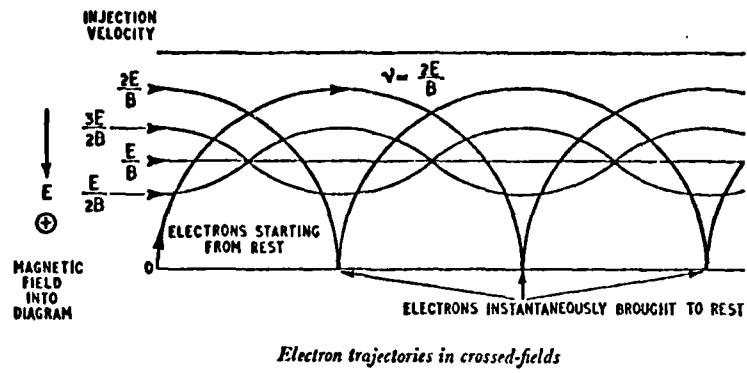 INJECTION
VELOCITY
2E
B
ν= 2E
B
3E
2B
E
B
E
E
2B
ELECTRONS STARTING
FROM REST
0
MAGNETIC
FIELD
INTO
DIAGRAM
ELECTRONS INSTANTANEOUSLY BROUGHT TO REST
Electron trajectories in crossed-fields